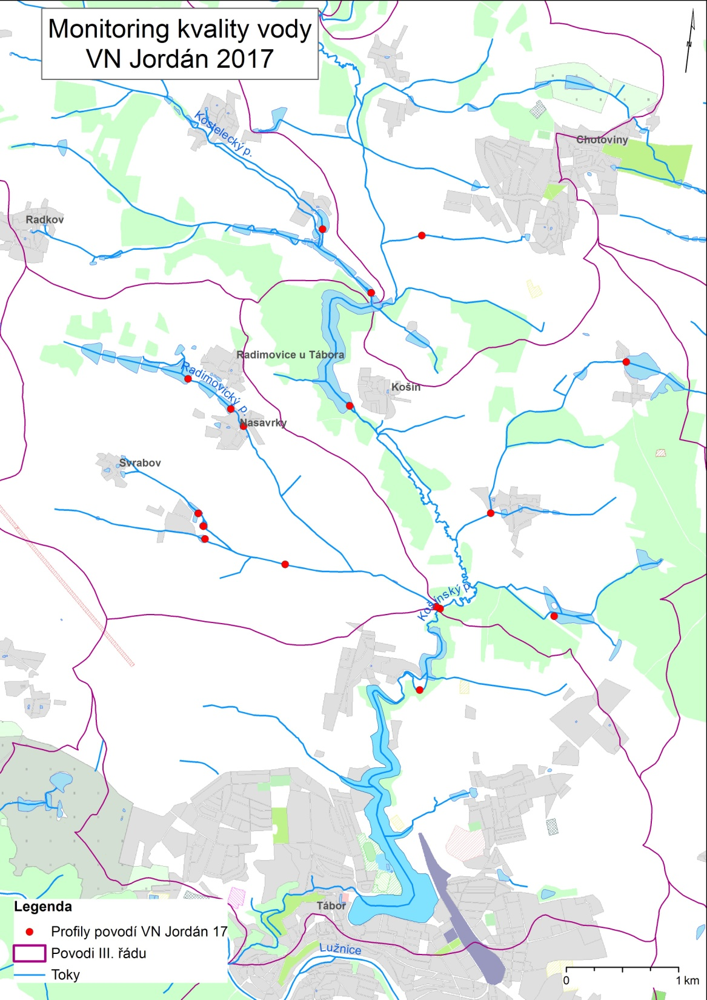 Monitoring kvality vody
VN Jordán 2017
N
Kostelecký p.
Chotoviny
Radkov
Radimovice u Tábora
Radimovický p.
Košín
Nasavrky
Svrabov
Košínský p.
Tábor
Lužnice
Legenda
Profily povodí VN Jordán 17
Povodi III. řádu
Toky
0
1 km